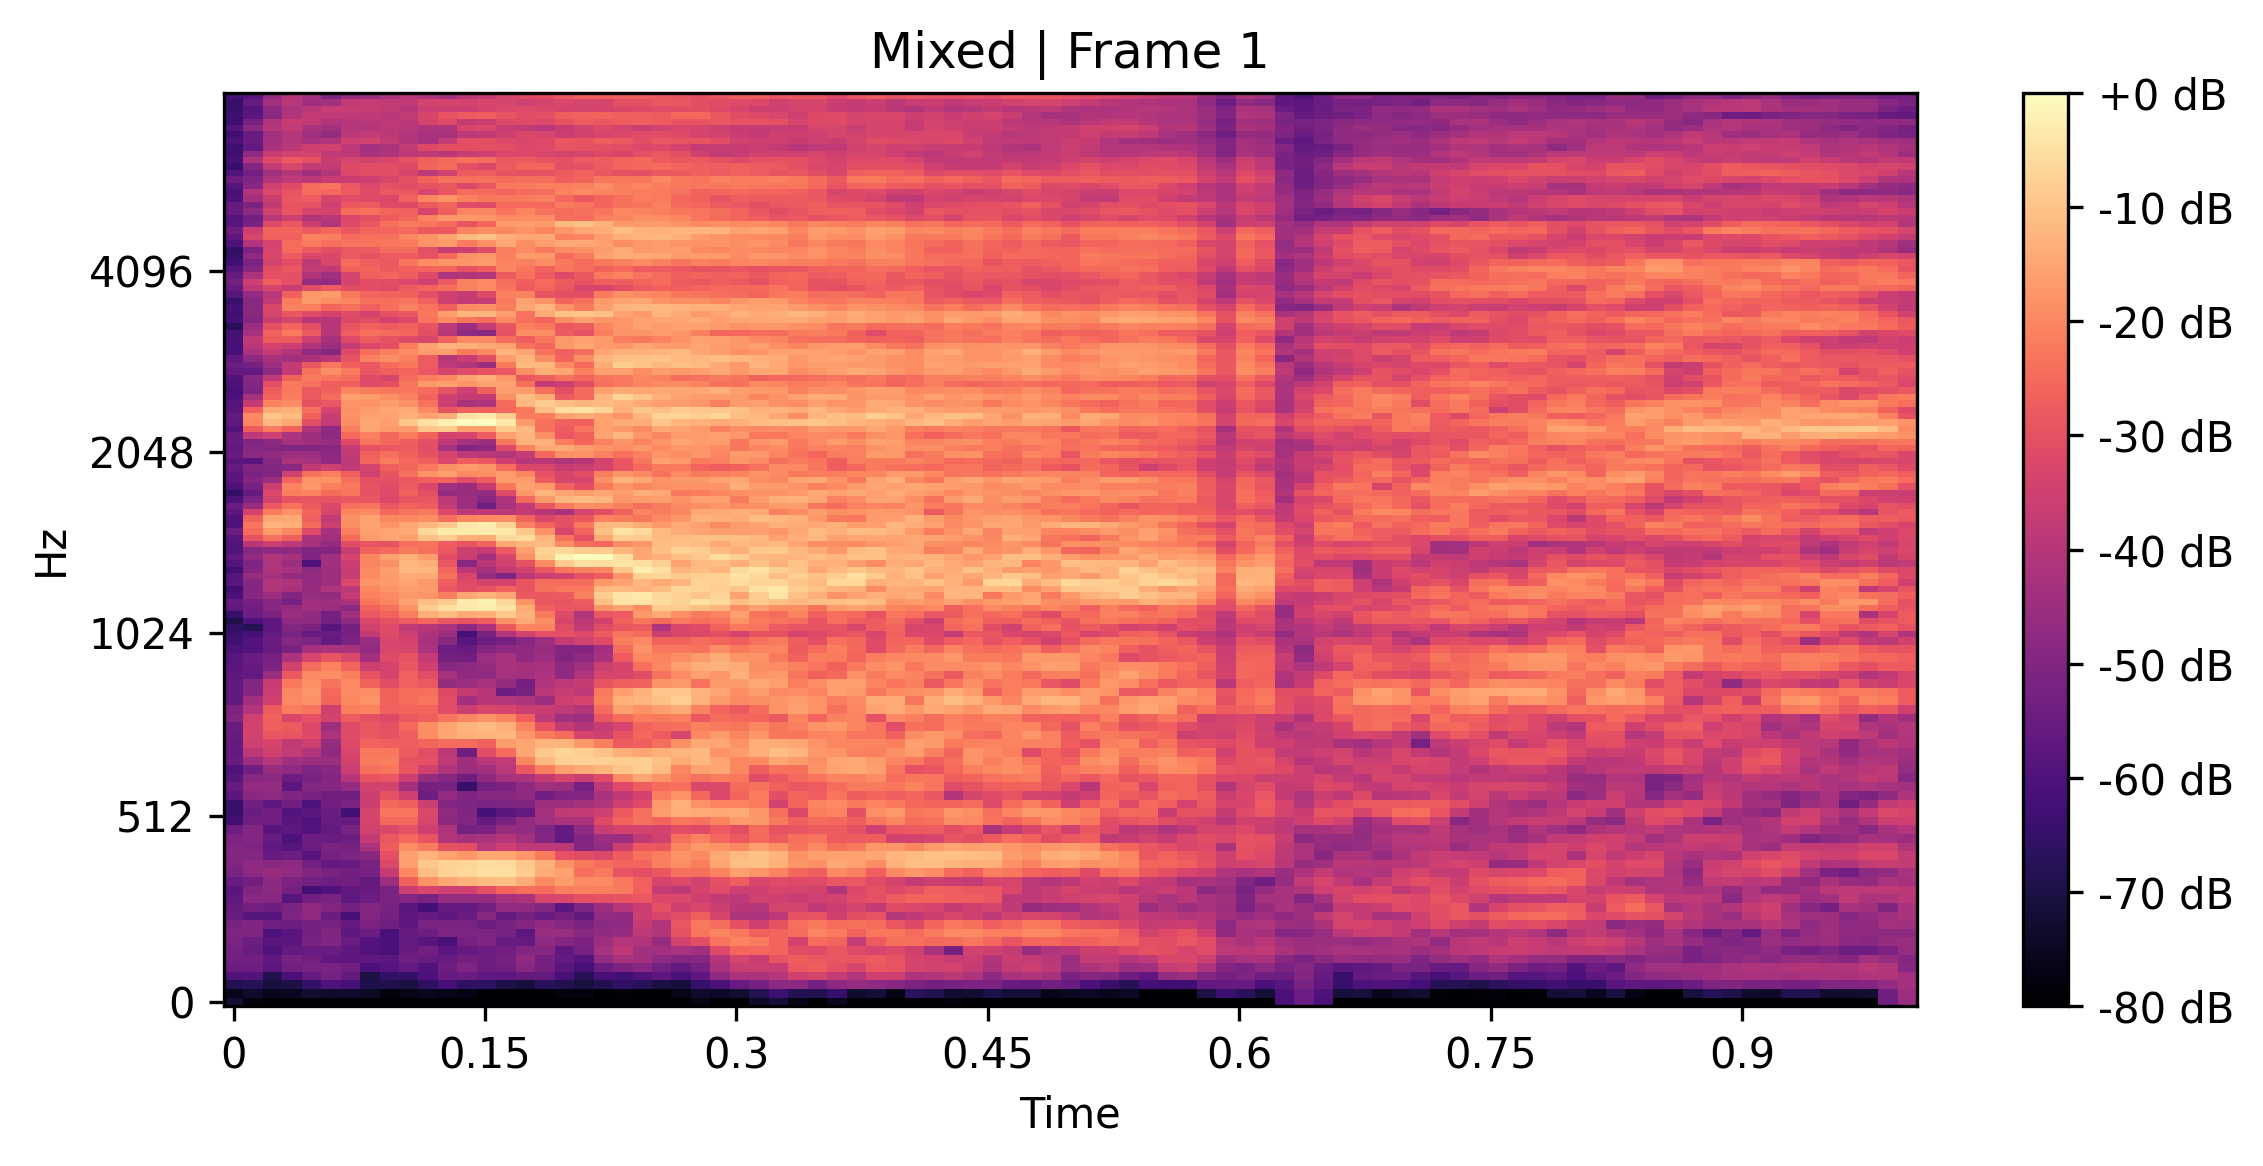 Mixed | Frame 1
+0 dB
-10 dB
-20 dB
-30 dB
-40 dB
-50 dB
-60 dB
-70 dB
-80 dB
Hz
4096
2048
1024
512
0
0 0.15 0.3 0.45 0.6 0.75 0.9
Time